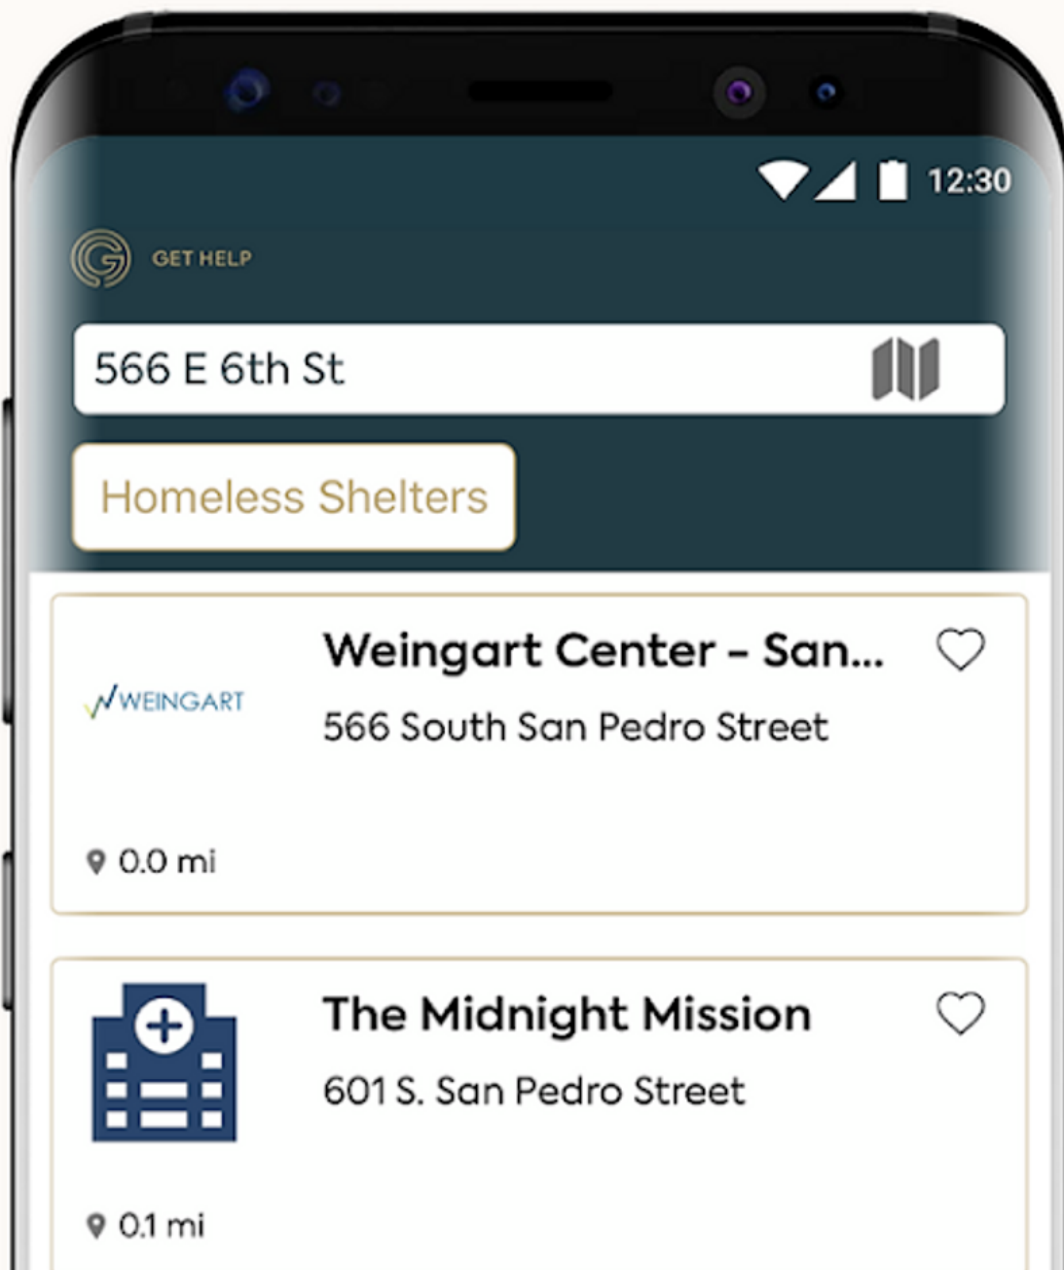 12:30
GET HELP
566 E 6th St
Homeless Shelters
Weingart Center - San...
WEINGART
566 South San Pedro Street
0.0 mi
The Midnight Mission
601 S. San Pedro Street
0.1 mi